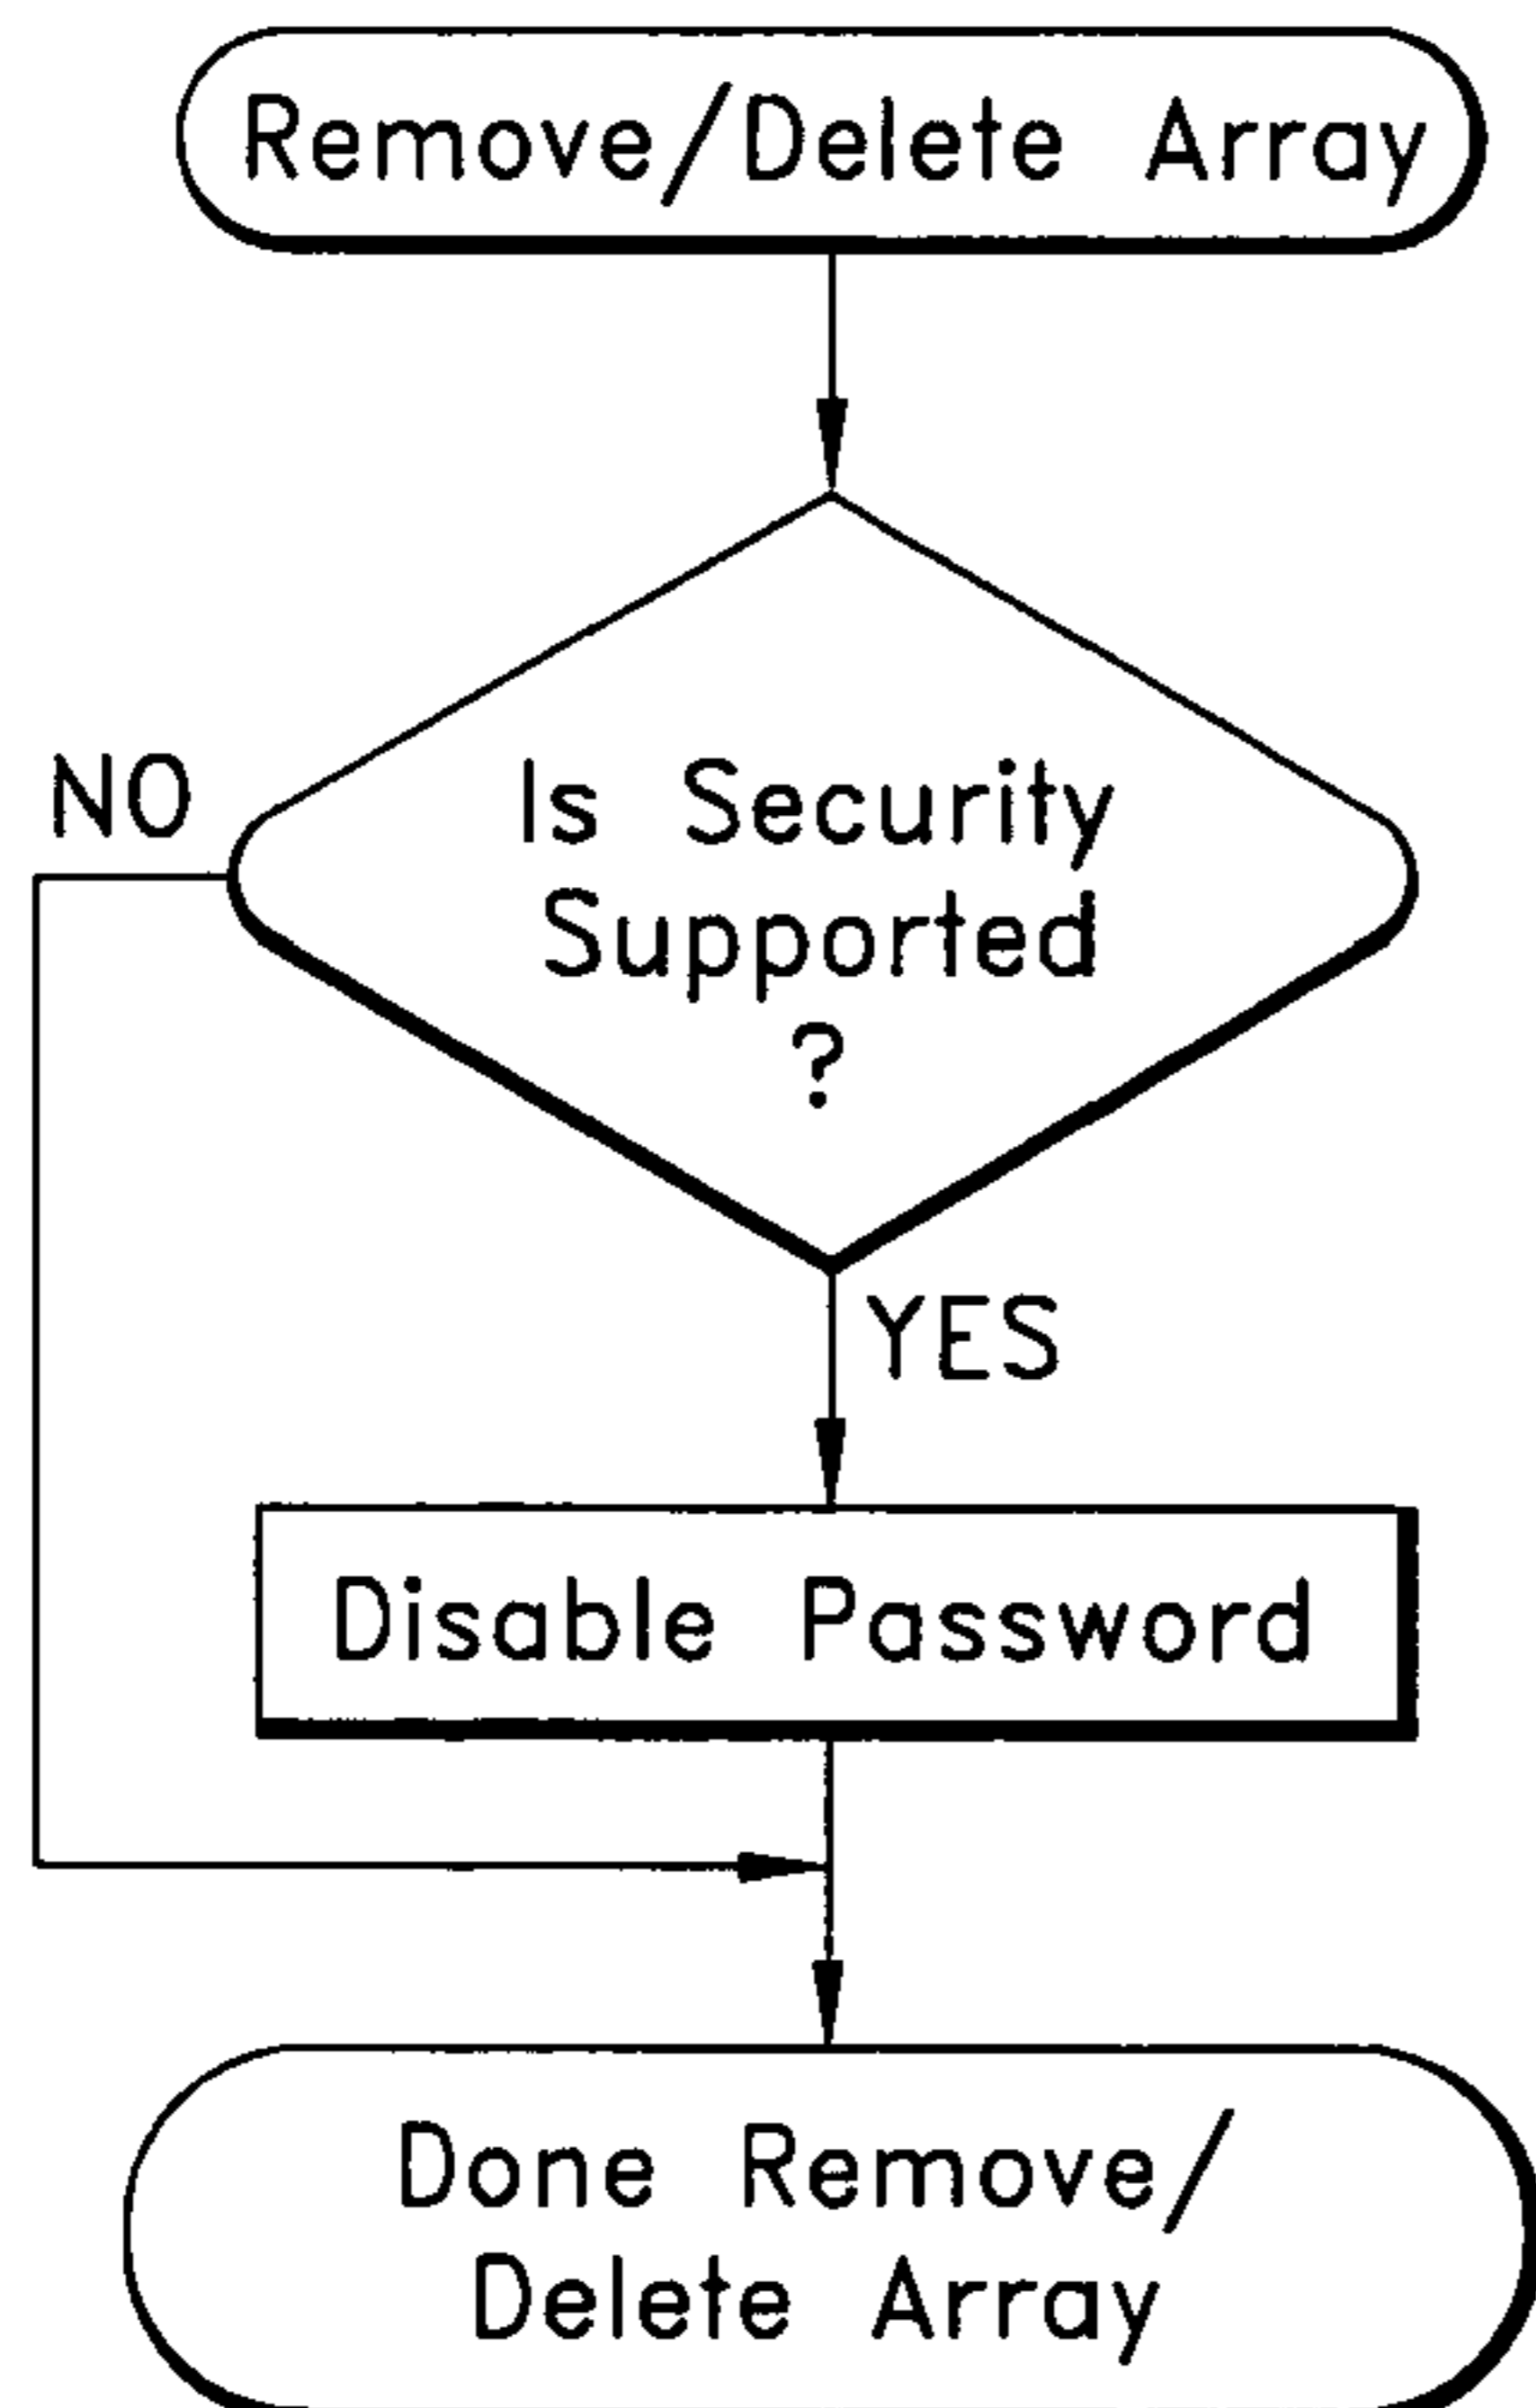 Remove/Delete Array
NO
Is Security
Supported
?
YES
Disable Password
Done Remove/
Delete Array